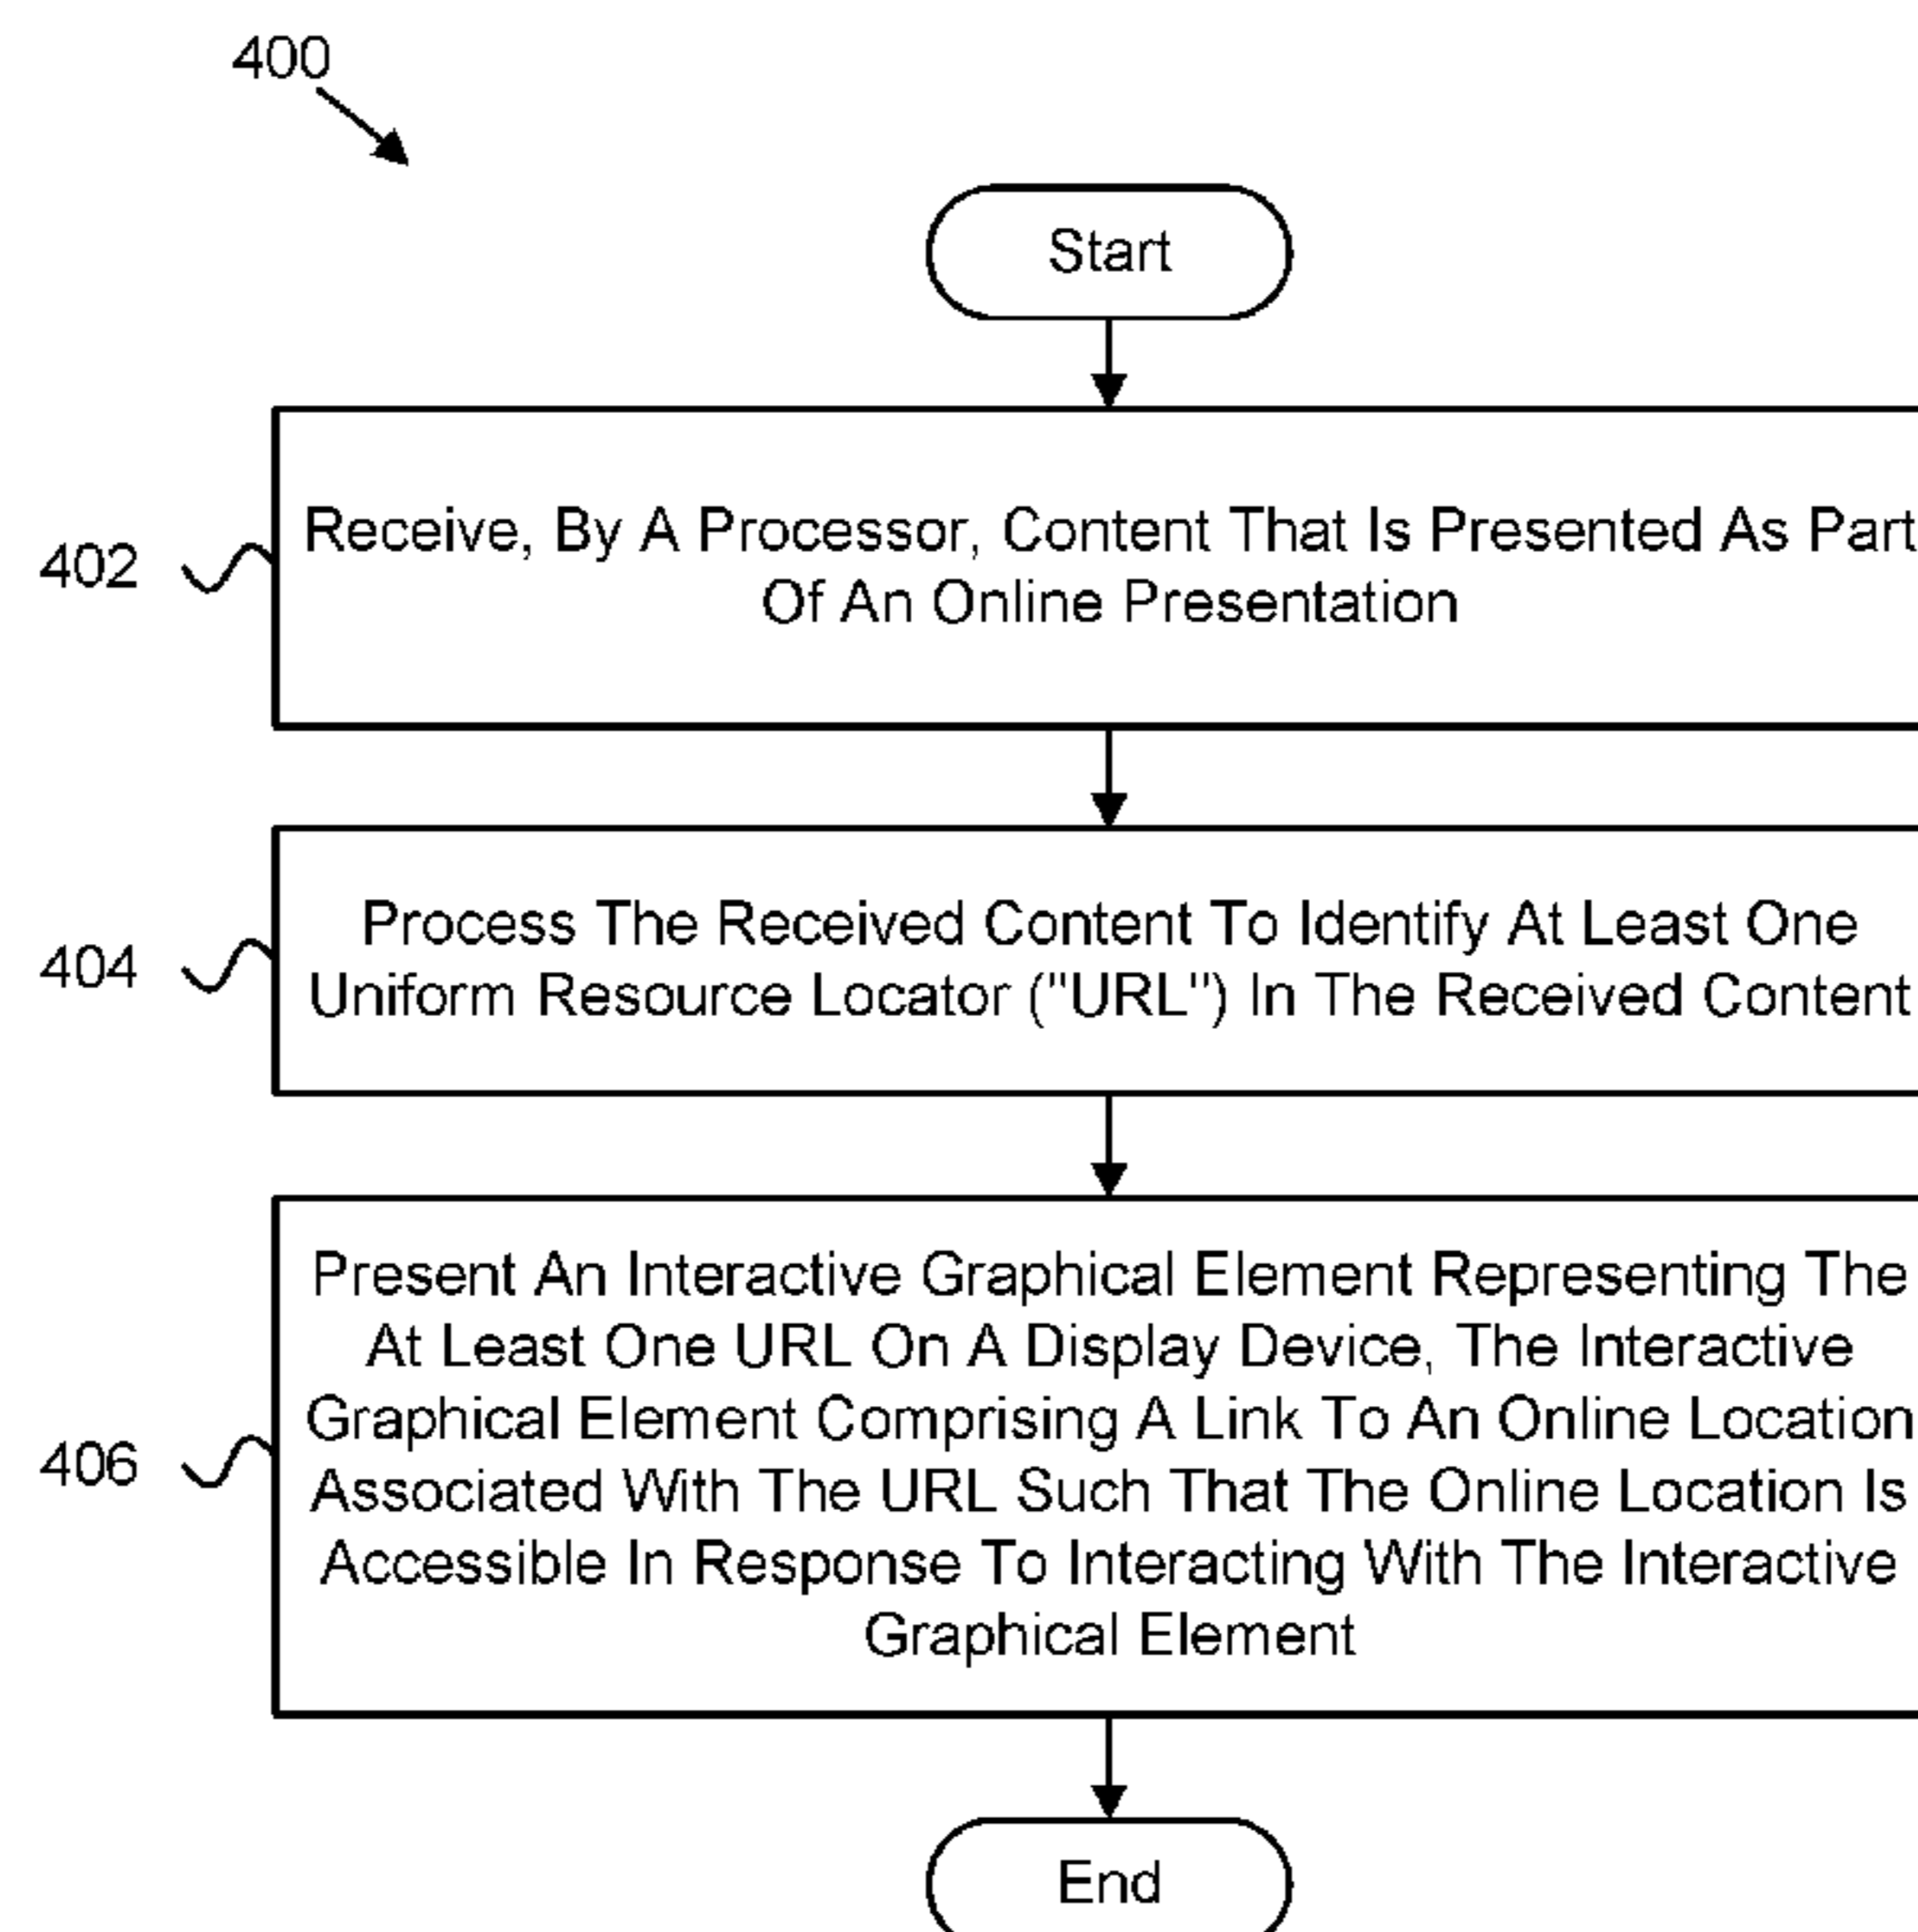 400
Start
402
Receive, By A Processor, Content That Is Presented As Part
Of An Online Presentation
404
Process The Received Content To Identify At Least One
Uniform Resource Locator ("URL") In The Received Content
406
Present An Interactive Graphical Element Representing The
At Least One URL On A Display Device, The Interactive
Graphical Element Comprising A Link To An Online Location
Associated With The URL Such That The Online Location Is
Accessible In Response To Interacting With The Interactive
Graphical Element
End